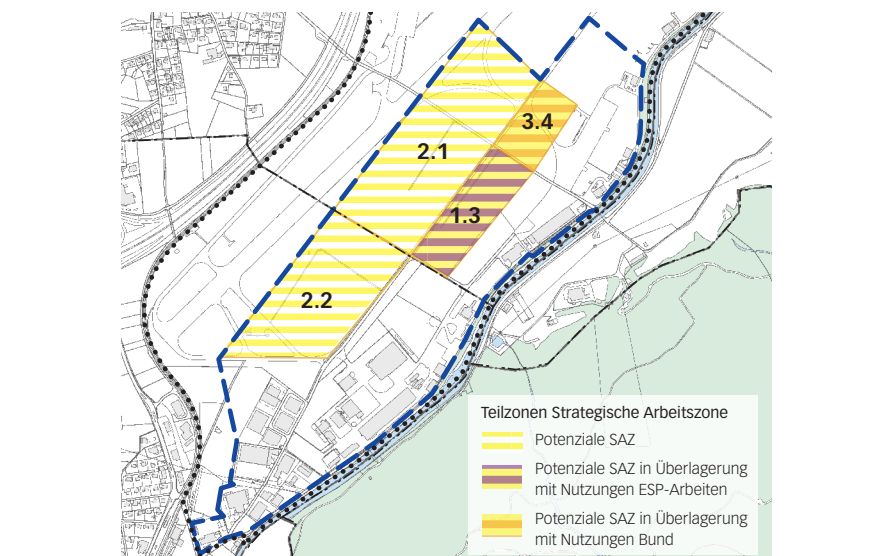 3.4
2.1
1.3
2.2
Teilzonen Strategische Arbeitszone
Potenziale SAZ
Potenziale SAZ in Überlagerung
mit Nutzungen ESP-Arbeiten
Potenziale SAZ in Überlagerung
mit Nutzungen Bund